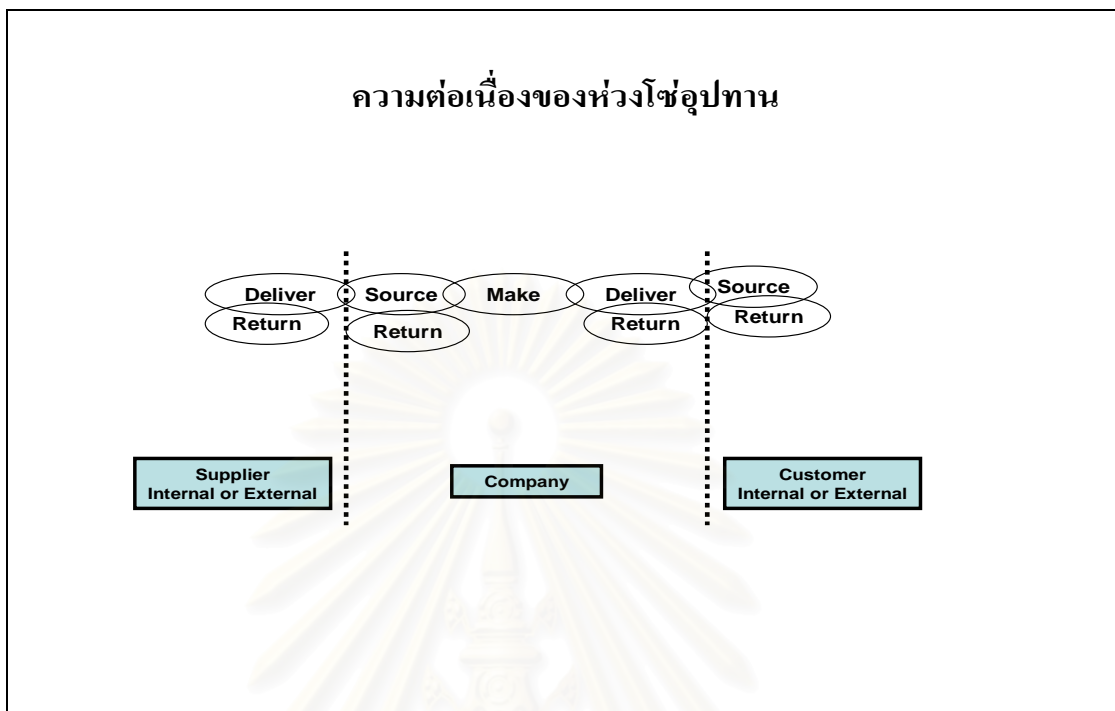 ความต่อเนื่องของห่วงโซ่อุปทาน
Deliver Source Make Deliver Source
Return Return Return Return
Supplier
Internal or External
Company
Customer
Internal or External